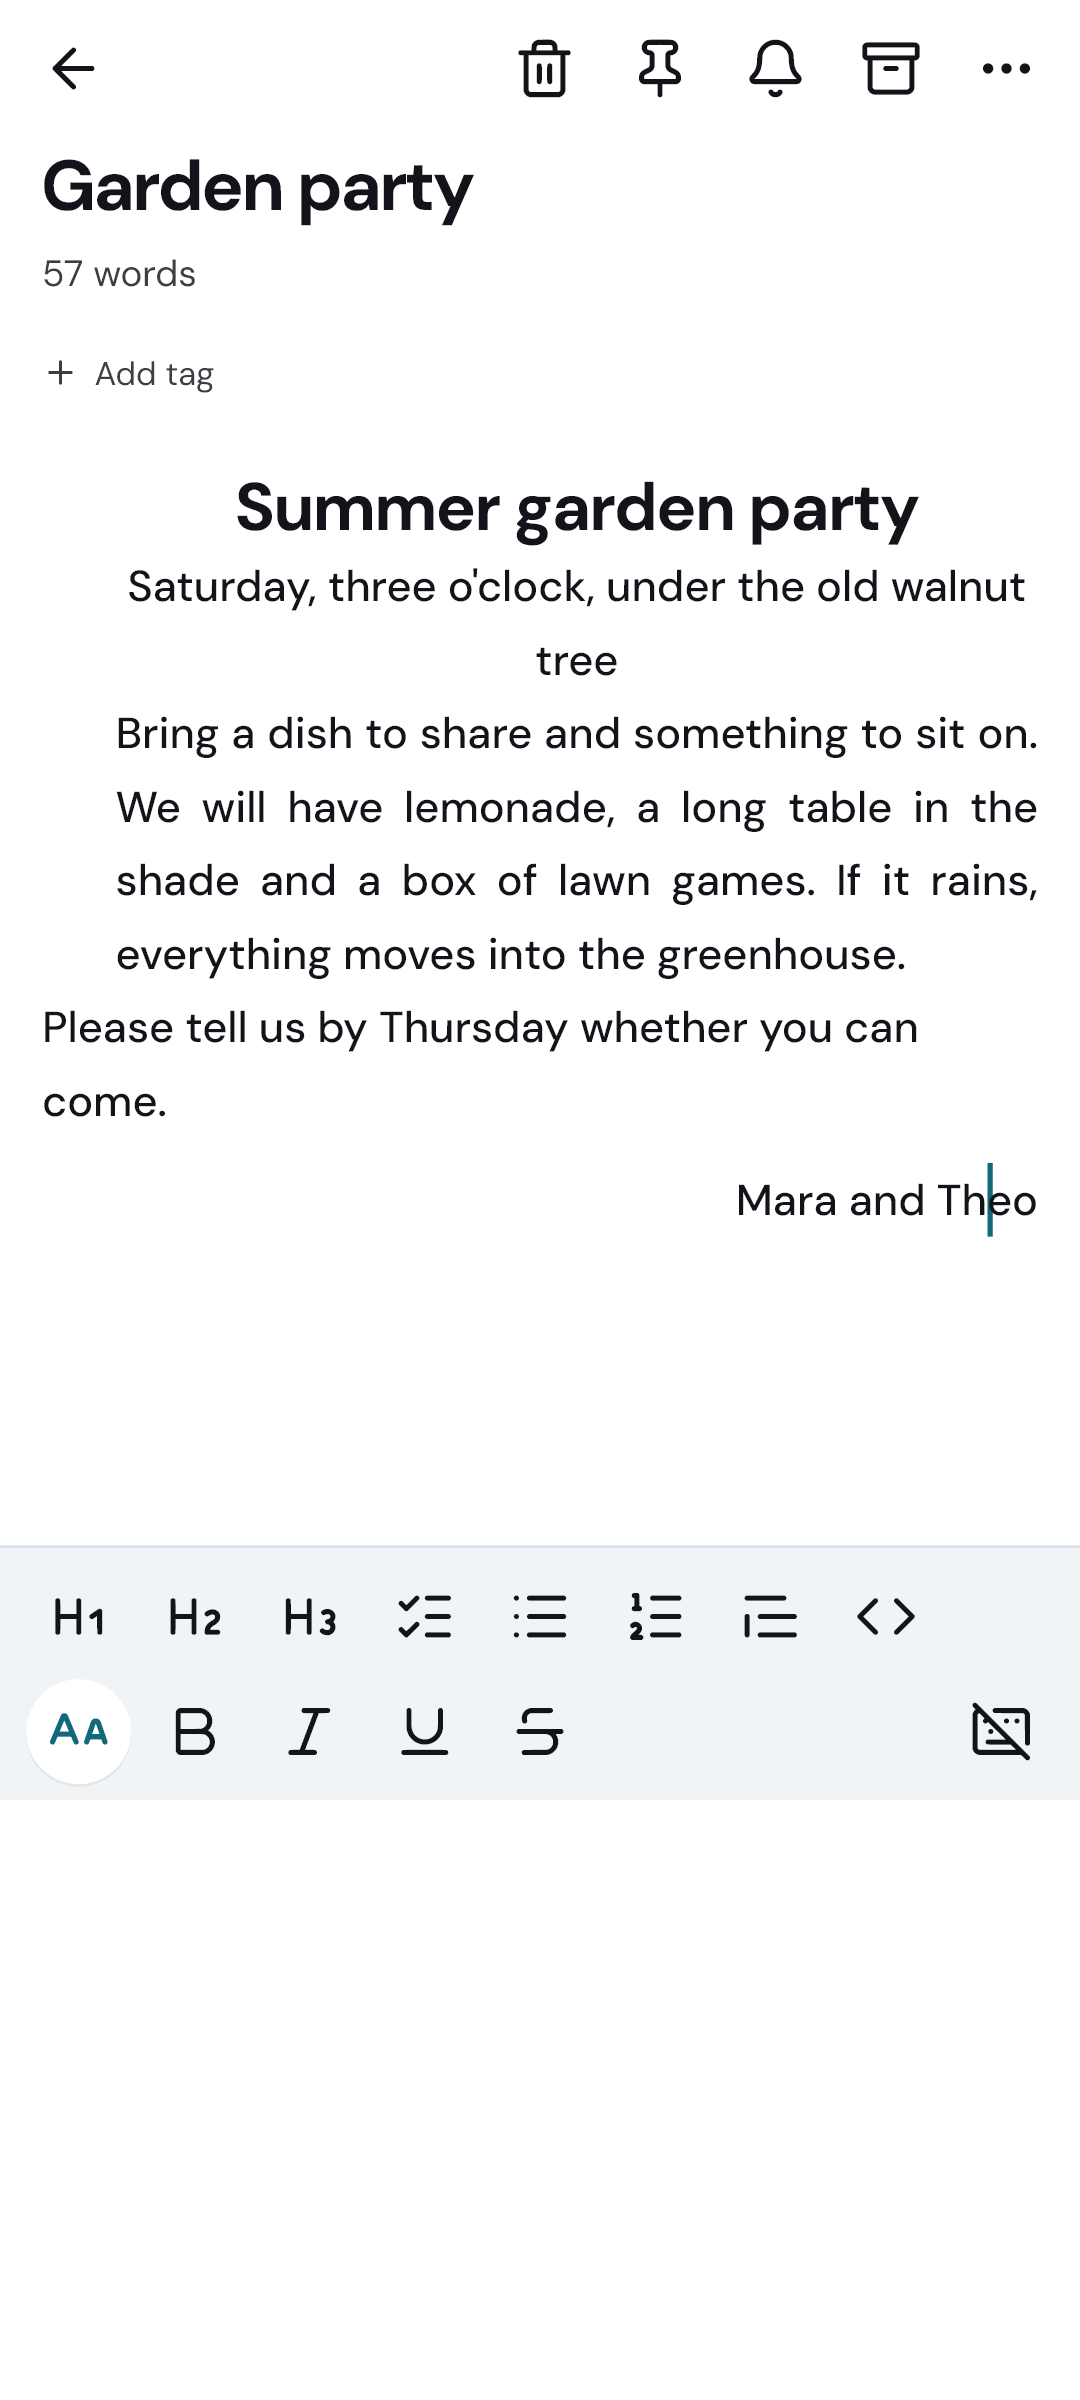 Garden party
57 words
Add tag
Summer garden party
Saturday, three o'clock, under the old walnut
tree
Bring a dish to share and something to sit on.
We will have lemonade, a long table in the
shade and a box of lawn games. If it rains,
everything moves into the greenhouse.
Please tell us by Thursday whether you can
come.
Mara and Theo
H1 H2 H3
AA B I U S